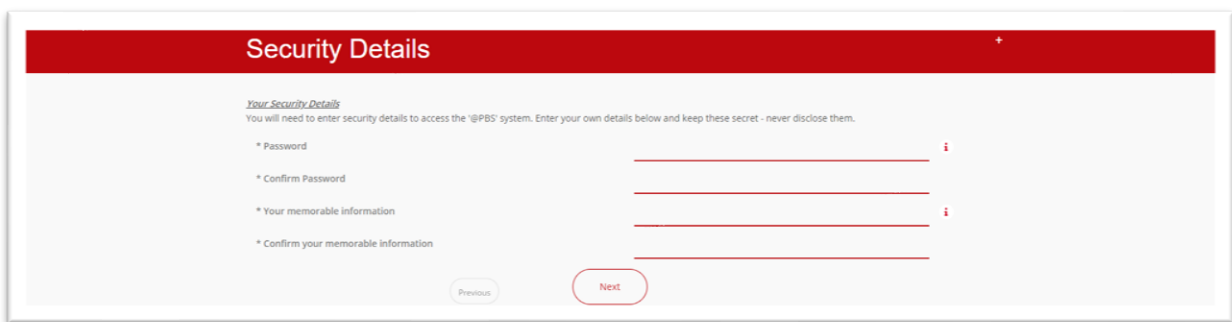 Security Details
Your Security Details
You will need to enter security details to access the '@PBS' system. Enter your own details below and keep these secret - never disclose them.
* Password
i
* Confirm Password
* Your memorable information
i
* Confirm your memorable information
Previous
Next